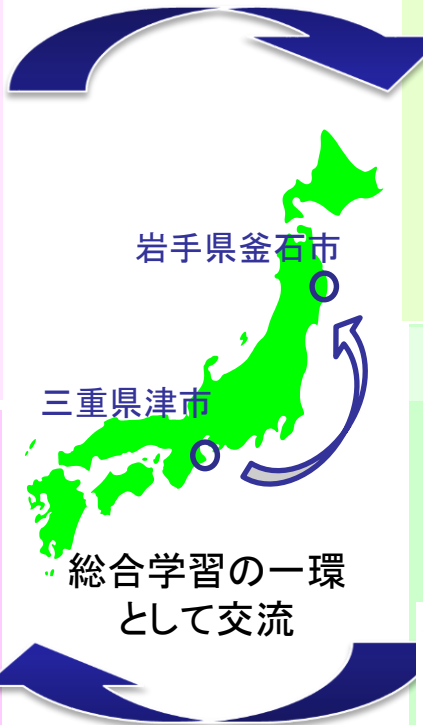 岩手県釜石市
三重県津市
総合学習の一環
として交流